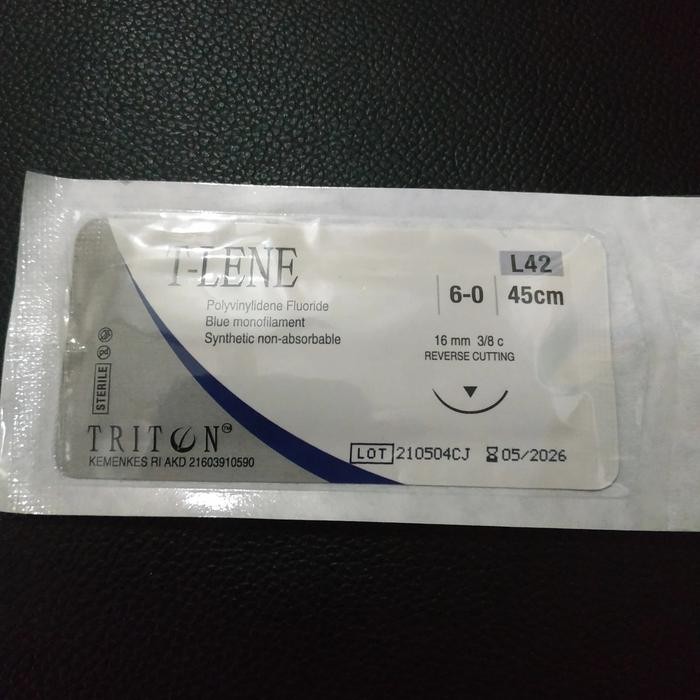 T-LENE
Polyvinylidene Fluoride
Blue monofilament
Synthetic non-absorbable
L42
6-0 45cm
16 mm 3/8 c
REVERSE CUTTING
STERILE
TRITON™
KEMENKES RI AKD 21603910590
LOT 210504CJ 05/2026